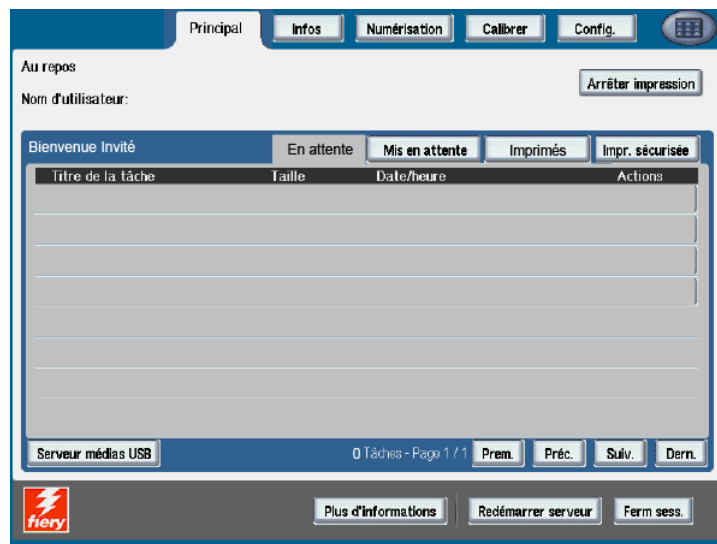 Principal Infos Numérisation Calibrer Config.
Au repos
Arrêter impression
Nom d'utilisateur:
Bienvenue Invité En attente Mis en attente Imprimés Impr. sécurisée
Titre de la tâche Taille Date/heure Actions
Serveur médias USB 0 Tâches - Page 1 / 1 Prem. Préc. Suiv. Dern.
fiery Plus d'informations Redémarrer serveur Ferm sess.